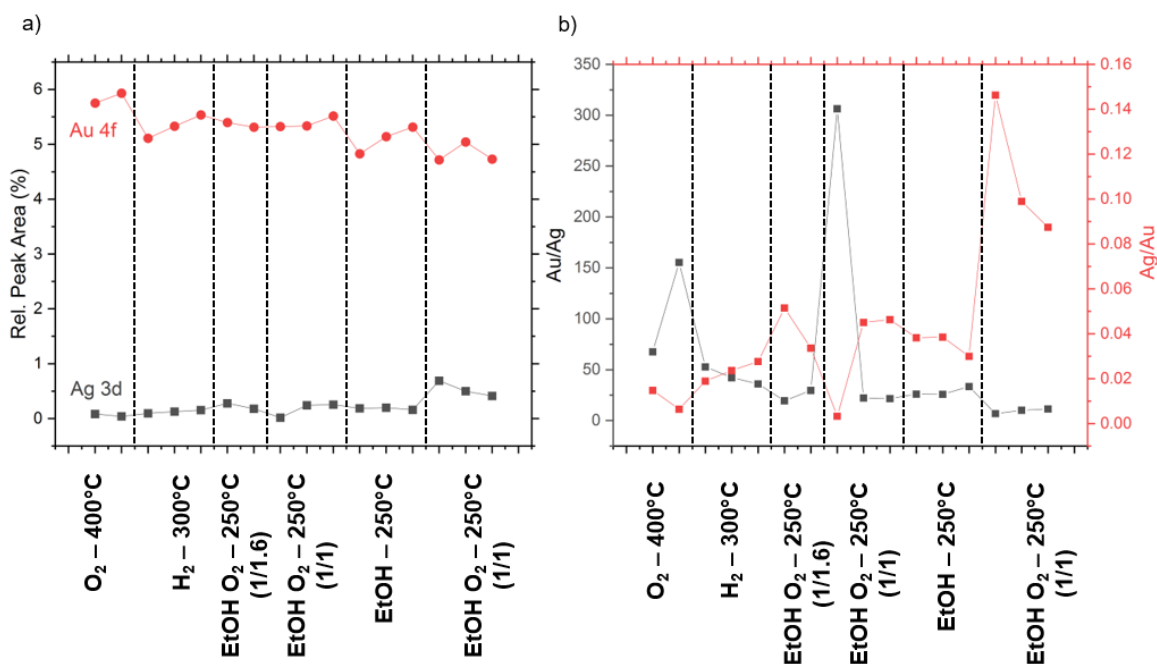 a)
Rel. Peak Area (%)
6
5
4
3
2
1
0
Au 4f
Ag 3d
O₂ – 400°C
H₂ – 300°C
EtOH O₂ – 250°C
(1/1.6)
EtOH O₂ – 250°C
(1/1)
EtOH – 250°C
EtOH O₂ – 250°C
(1/1)
b)
Au/Ag
350
300
250
200
150
100
50
0
0.16
0.14
0.12
0.10
0.08
0.06
0.04
0.02
0.00
Ag/Au
O₂ – 400°C
H₂ – 300°C
EtOH O₂ – 250°C
(1/1.6)
EtOH O₂ – 250°C
(1/1)
EtOH – 250°C
EtOH O₂ – 250°C
(1/1)